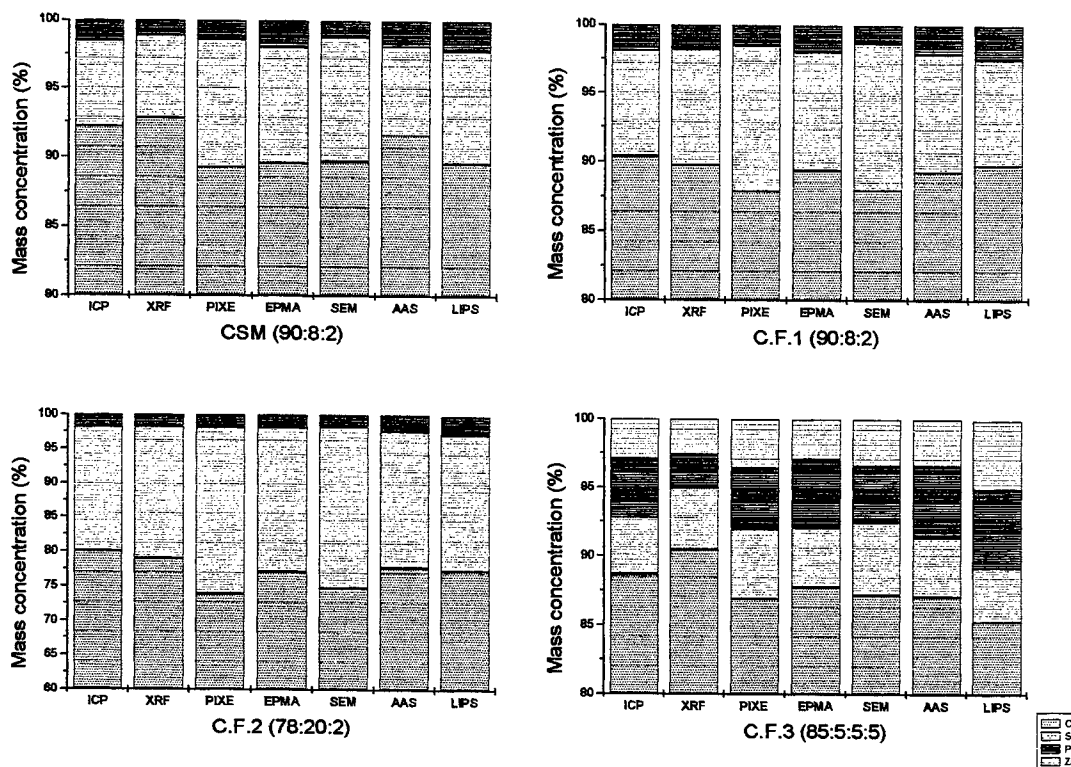 Mass concentration (%)
100
95
90
85
80
ICP XRF PIXE EPMA SEM AAS LIPS
CSM (90:8:2)
Mass concentration (%)
100
95
90
85
80
ICP XRF PIXE EPMA SEM AAS LIPS
C.F.1 (90:8:2)
Mass concentration (%)
100
95
90
85
80
75
70
65
60
ICP XRF PIXE EPMA SEM AAS LIPS
C.F.2 (78:20:2)
Mass concentration (%)
100
95
90
85
80
ICP XRF PIXE EPMA SEM AAS LIPS
C.F.3 (85:5:5:5)
C
S
P
Z